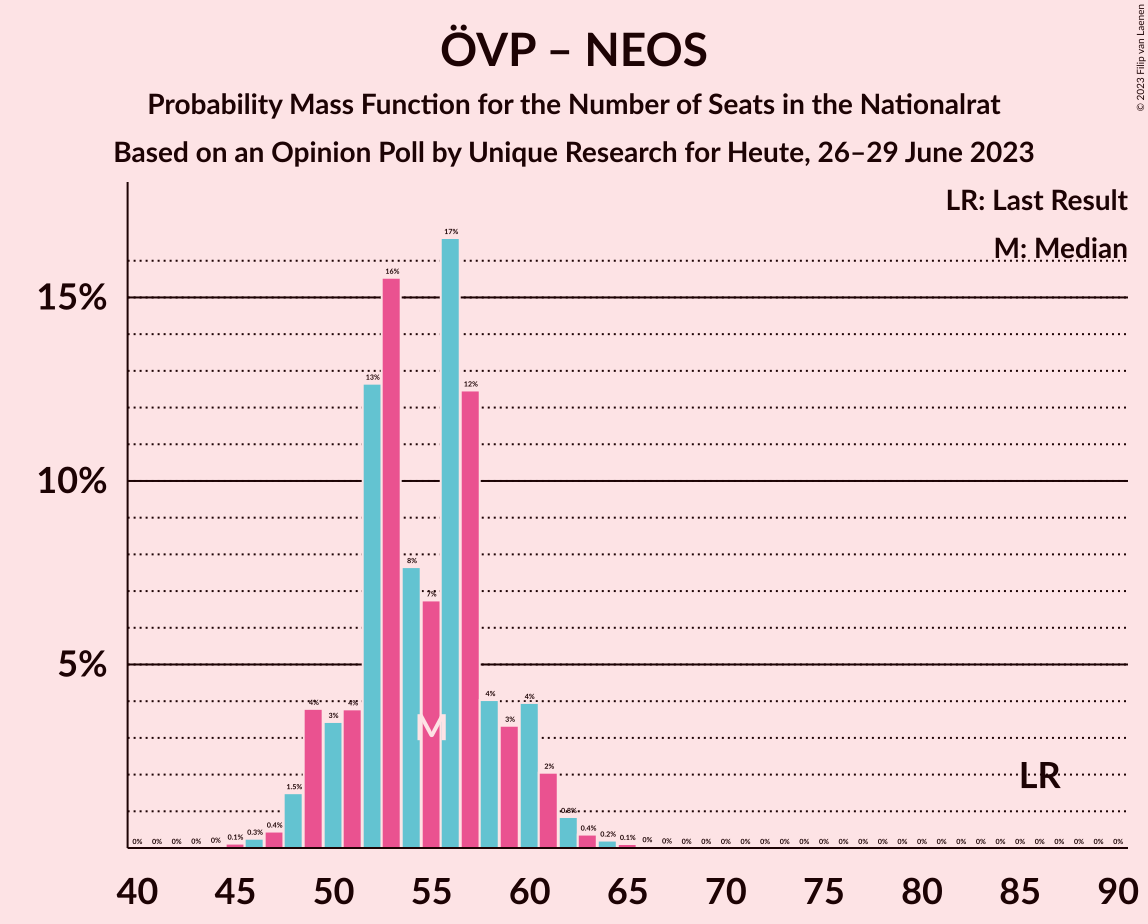 ÖVP – NEOS
Probability Mass Function for the Number of Seats in the Nationalrat
Based on an Opinion Poll by Unique Research for Heute, 26–29 June 2023
© 2023 Filip van Laenen
LR: Last Result
M: Median
17%
16%
15%
13%
12%
10%
8%
7%
5%
4%
4%
4%
4%
3%
3%
M
2%
LR
1.5%
0.8%
0% 0% 0% 0% 0% 0.1% 0.3% 0.4% 0.4% 0.2% 0.1% 0% 0% 0% 0% 0% 0% 0% 0% 0% 0% 0% 0% 0% 0% 0% 0% 0% 0% 0% 0% 0% 0% 0% 0% 0%
40 45 50 55 60 65 70 75 80 85 90